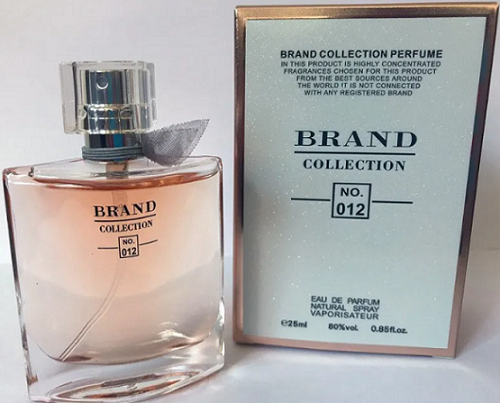 BRAND COLLECTION PERFUME
IN THIS PRODUCT IS HIGHLY CONCENTRATED
FRAGRANCES CHOSEN FOR THIS PRODUCT
FROM THE BEST SOURCES AROUND
THE WORLD IT IS NOT CONNECTED
WITH ANY REGISTERED BRAND
BRAND
COLLECTION
NO.
012
EAU DE PARFUM
NATURAL SPRAY
VAPORISATEUR
℮25ml 80%vol. 0.85fl.oz.
BRAND
COLLECTION
NO.
012